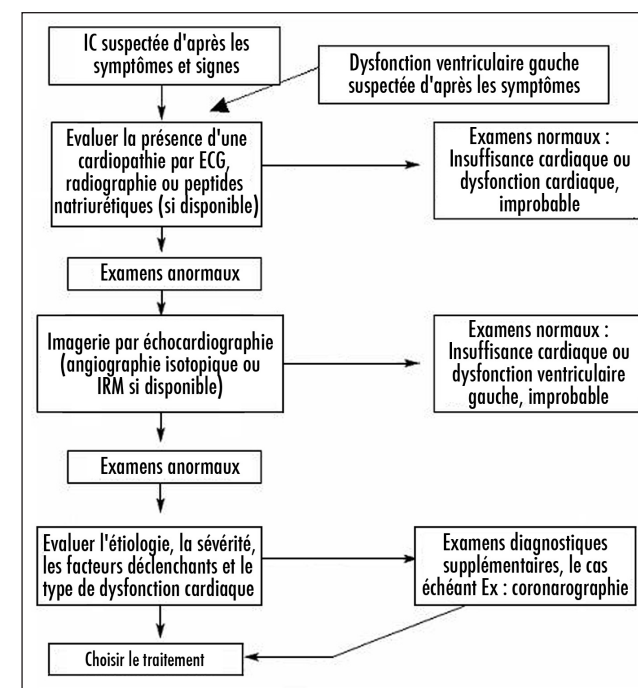 IC suspectée d'après les
symptômes et signes
Dysfonction ventriculaire gauche
suspectée d'après les symptômes
Evaluer la présence d'une
cardiopathie par ECG,
radiographie ou peptides
natriurétiques (si disponible)
Examens normaux :
Insuffisance cardiaque ou
dysfonction cardiaque,
improbable
Examens anormaux
Imagerie par échocardiographie
(angiographie isotopique ou
IRM si disponible)
Examens normaux :
Insuffisance cardiaque ou
dysfonction ventriculaire
gauche, improbable
Examens anormaux
Evaluer l'étiologie, la sévérité,
les facteurs déclenchants et le
type de dysfonction cardiaque
Examens diagnostiques
supplémentaires, le cas
échéant Ex : coronarographie
Choisir le traitement